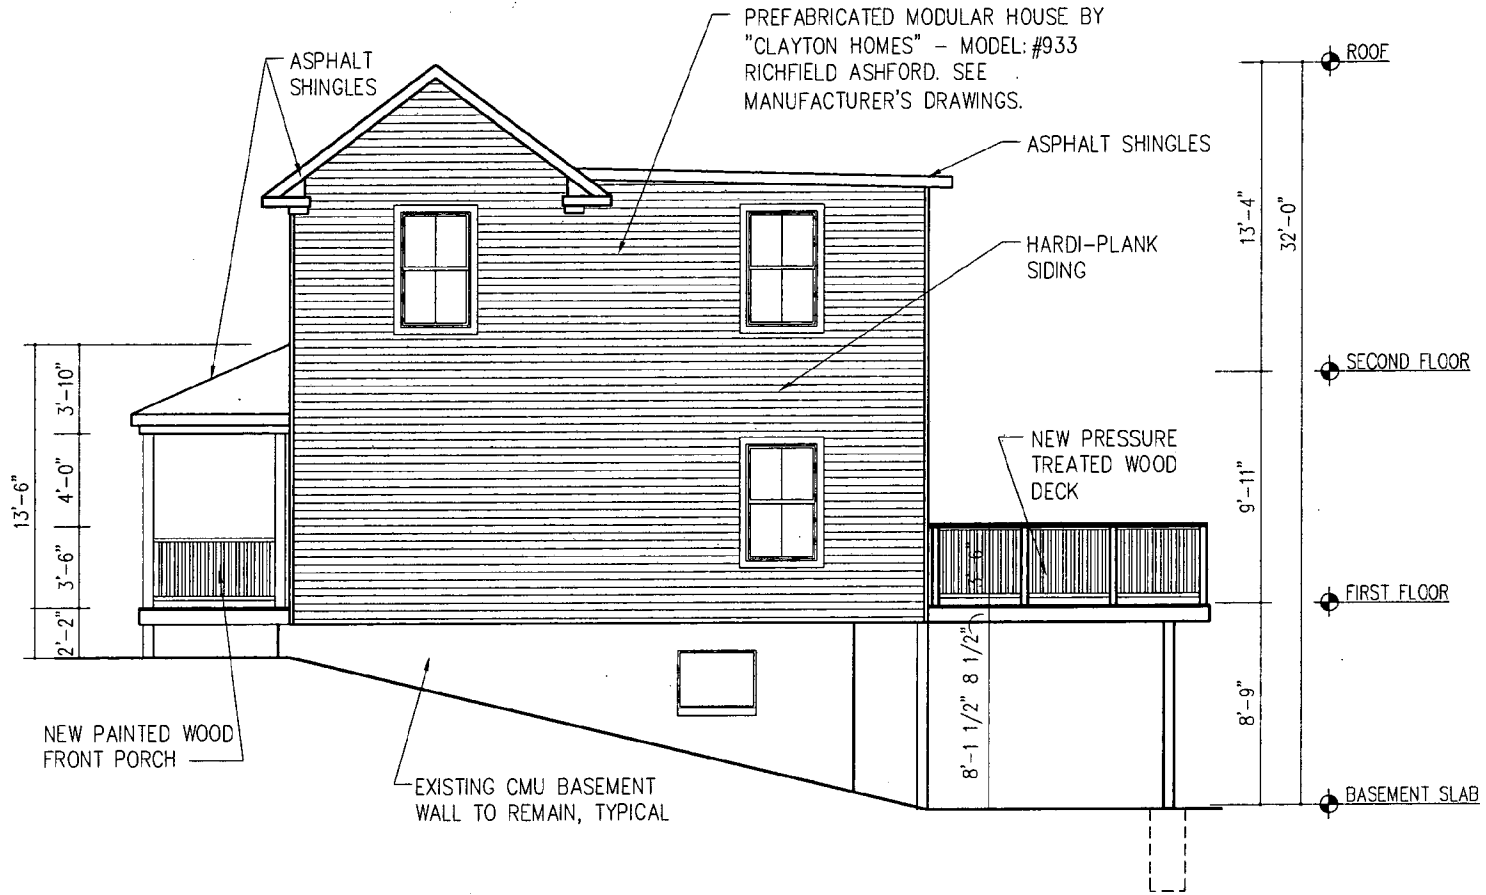 PREFABRICATED MODULAR HOUSE BY
"CLAYTON HOMES" - MODEL: #933
RICHFIELD ASHFORD. SEE
MANUFACTURER'S DRAWINGS.
ASPHALT
SHINGLES
ROOF
ASPHALT SHINGLES
13'-4"
32'-0"
HARDI-PLANK
SIDING
SECOND FLOOR
3'-10"
4'-0"
13'-6"
3'-6"
2'-2"
NEW PRESSURE
TREATED WOOD
DECK
9'-11"
3'-6"
FIRST FLOOR
8 1/2"
8'-1 1/2"
8'-9"
NEW PAINTED WOOD
FRONT PORCH
EXISTING CMU BASEMENT
WALL TO REMAIN, TYPICAL
BASEMENT SLAB